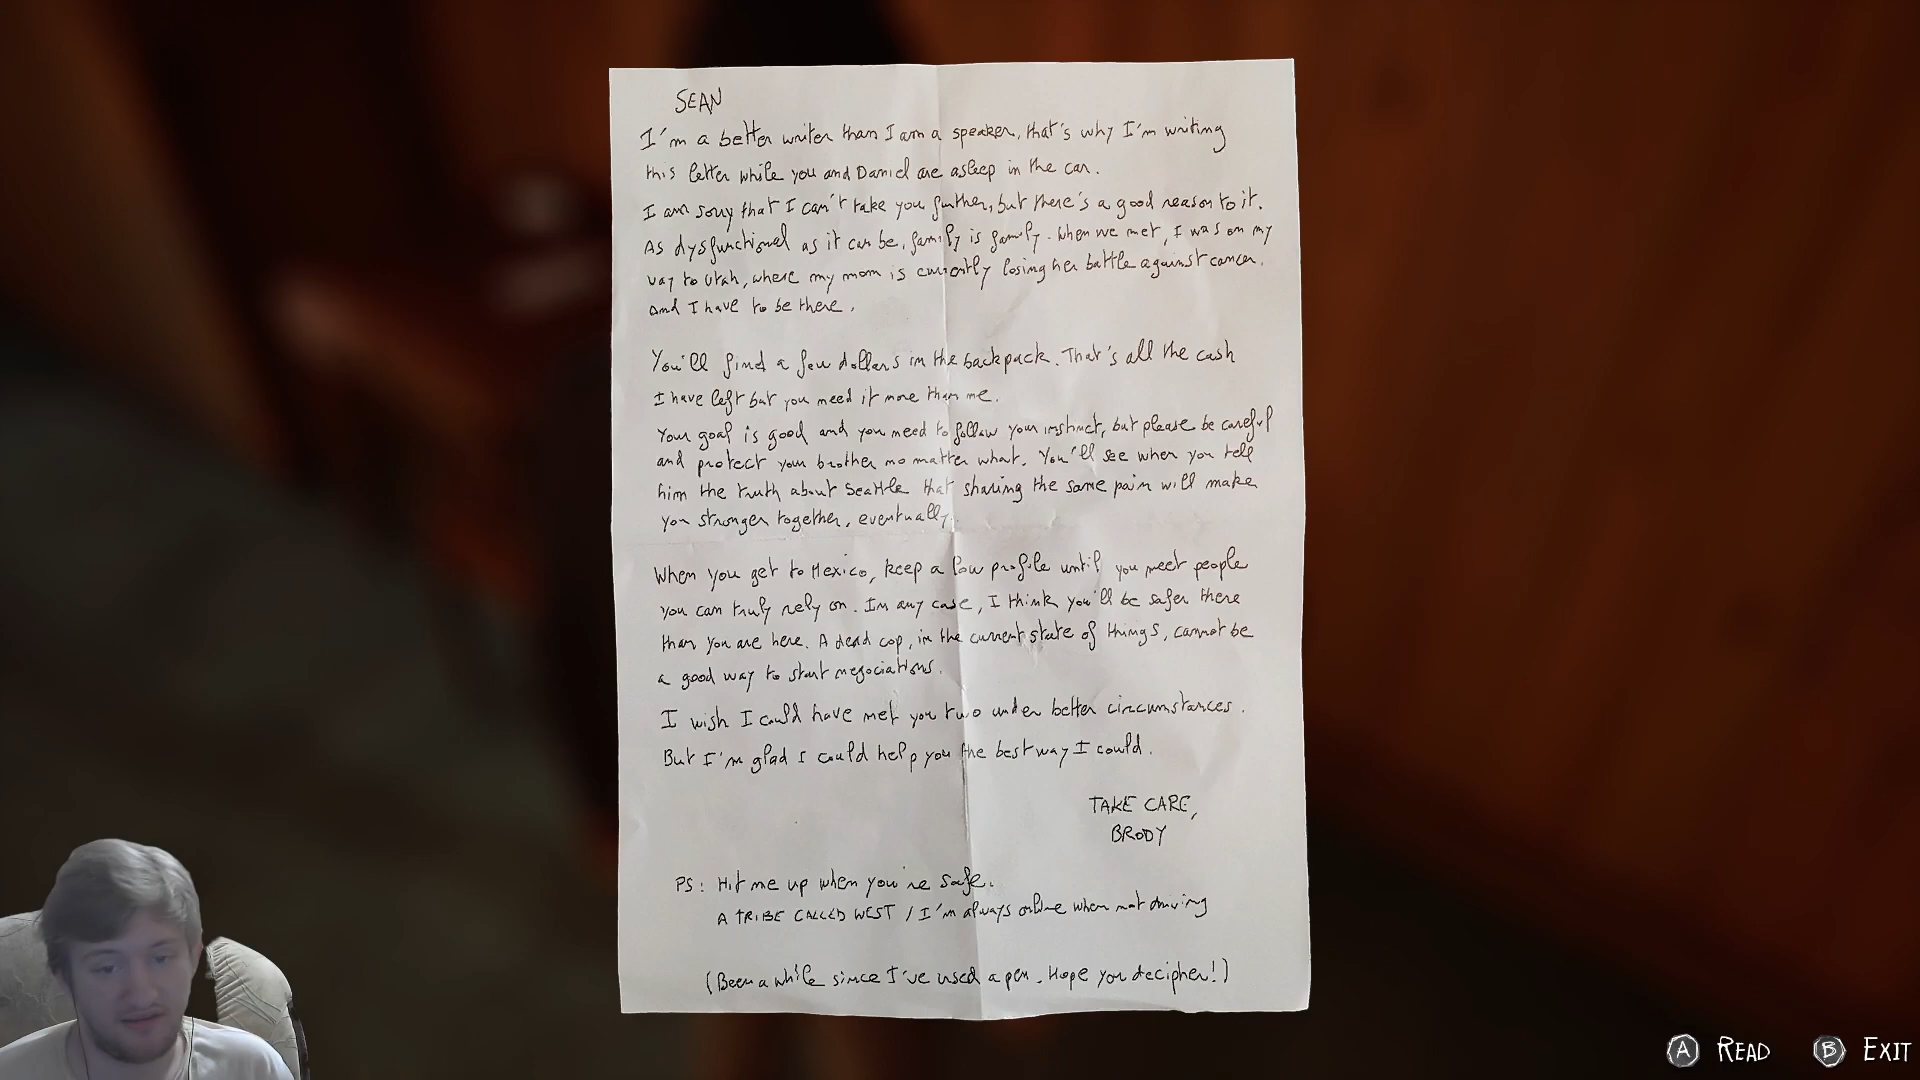 SEAN
I'm a better writer than I am a speaker, that's why I'm writing
this letter while you and Daniel are asleep in the car.
I am sorry that I can't take you further, but there's a good reason to it.
As dysfunctional as it can be, family is family. When we met, I was on my
way to Utah, where my mom is currently losing her battle against cancer.
and I have to be there.
You'll find a few dollars in the backpack. That's all the cash
I have left but you need it more than me.
Your goal is good and you need to follow your instinct, but please be careful
and protect your brother no matter what. You'll see when you tell
him the truth about Seattle that sharing the same pain will make
you stronger together, eventually.
When you get to Mexico, keep a low profile until you meet people
you can truly rely on. In any case, I think you'll be safer there
than you are here. A dead cop, in the current state of things, cannot be
a good way to start negociations.
I wish I could have met you two under better circumstances.
But I'm glad I could help you the best way I could.
TAKE CARE,
BRODY
PS: Hit me up when you're safe.
A TRIBE CALLED WEST / I'm always online when not driving
(Been a while since I've used a pen. Hope you decipher!)
A READ B EXIT